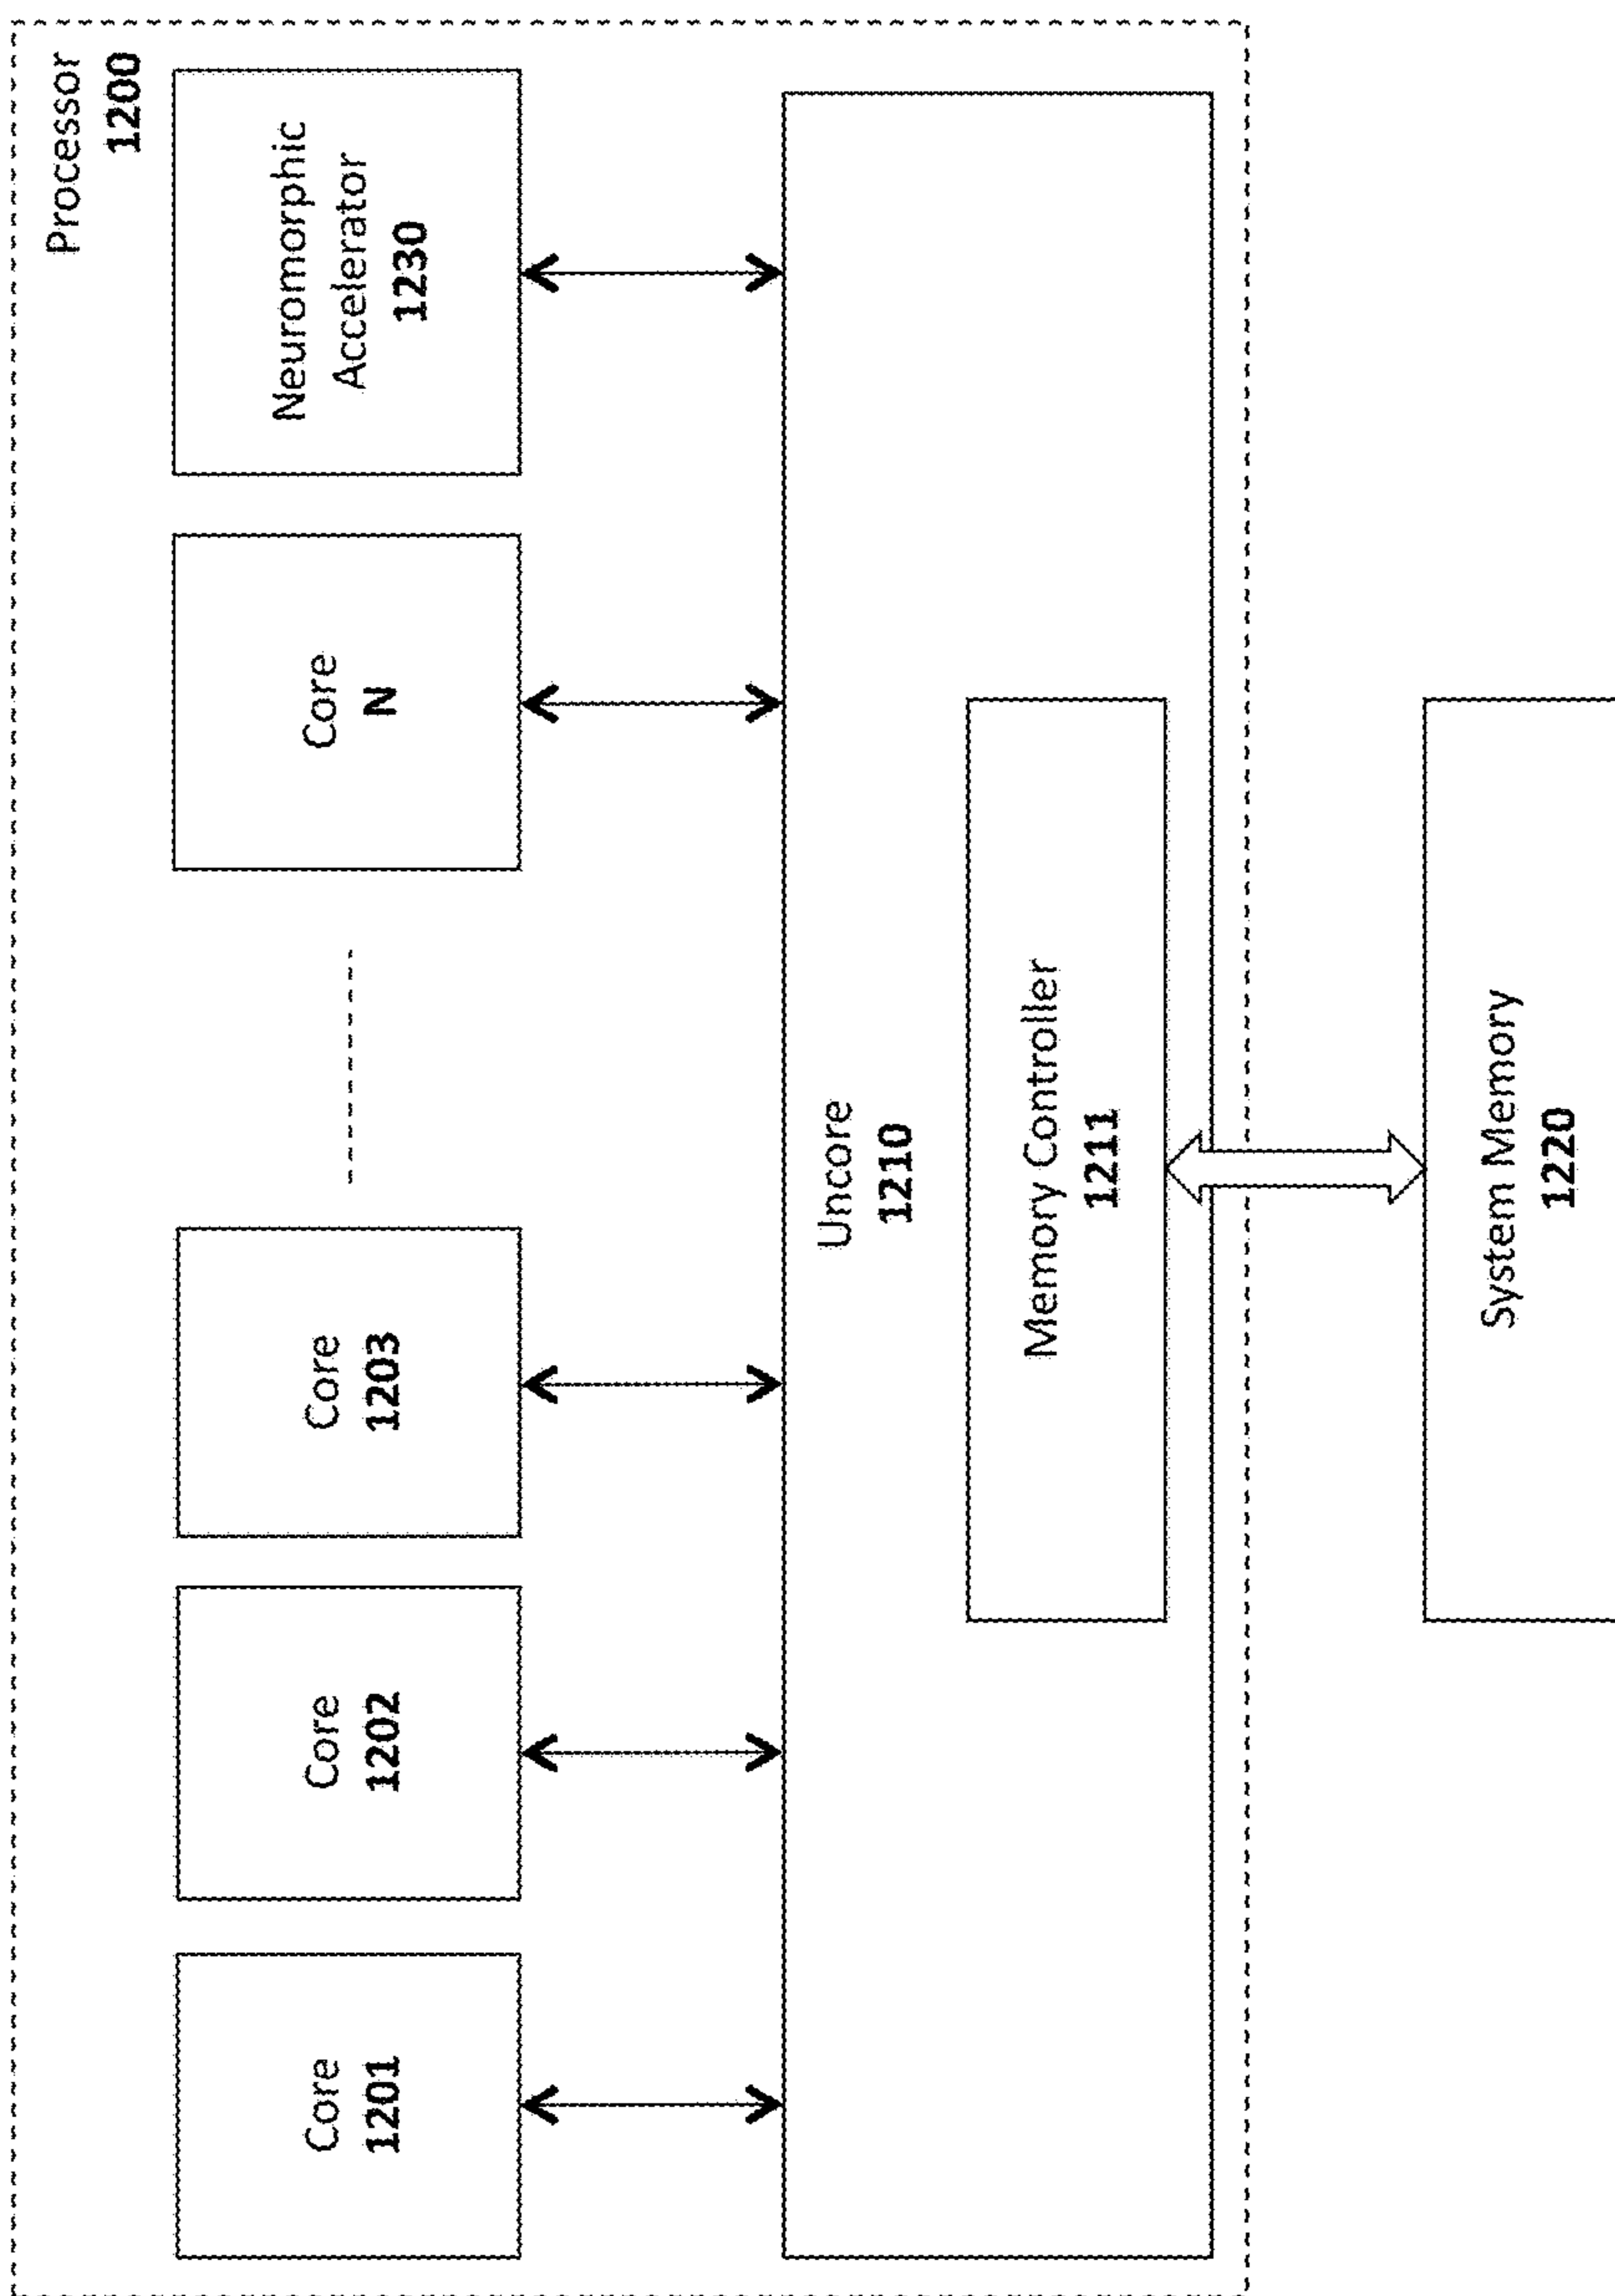 Processor
1200
Core
1201
Core
1202
Core
1203
Core
N
Neuromorphic
Accelerator
1230
Uncore
1210
Memory Controller
1211
System Memory
1220